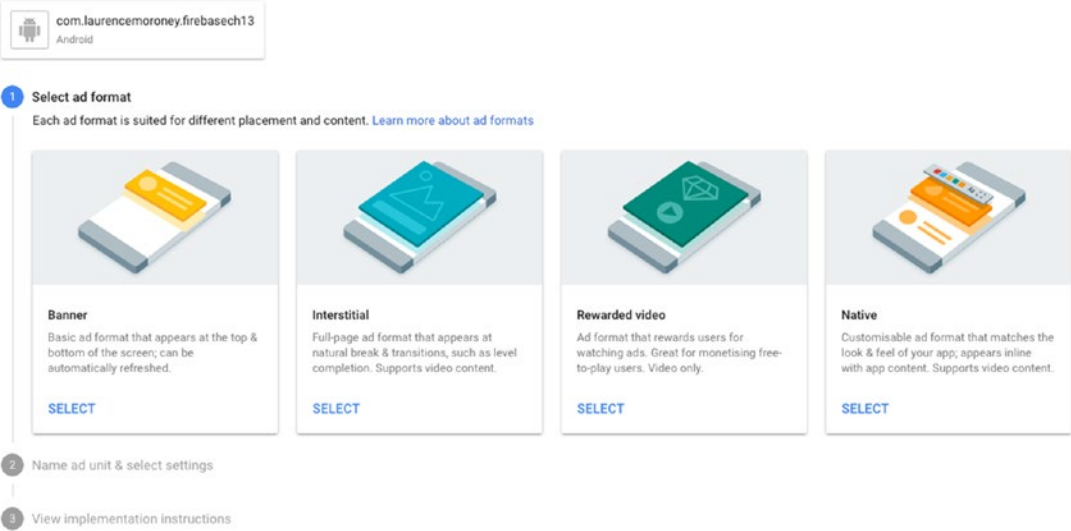 com.laurencemoroney.firebasech13
Android
1 Select ad format
Each ad format is suited for different placement and content. Learn more about ad formats
Banner
Basic ad format that appears at the top &
bottom of the screen; can be
automatically refreshed.
SELECT
Interstitial
Full-page ad format that appears at
natural break & transitions, such as level
completion. Supports video content.
SELECT
Rewarded video
Ad format that rewards users for
watching ads. Great for monetising free-
to-play users. Video only.
SELECT
Native
Customisable ad format that matches the
look & feel of your app; appears inline
with app content. Supports video content.
SELECT
2 Name ad unit & select settings
3 View implementation instructions